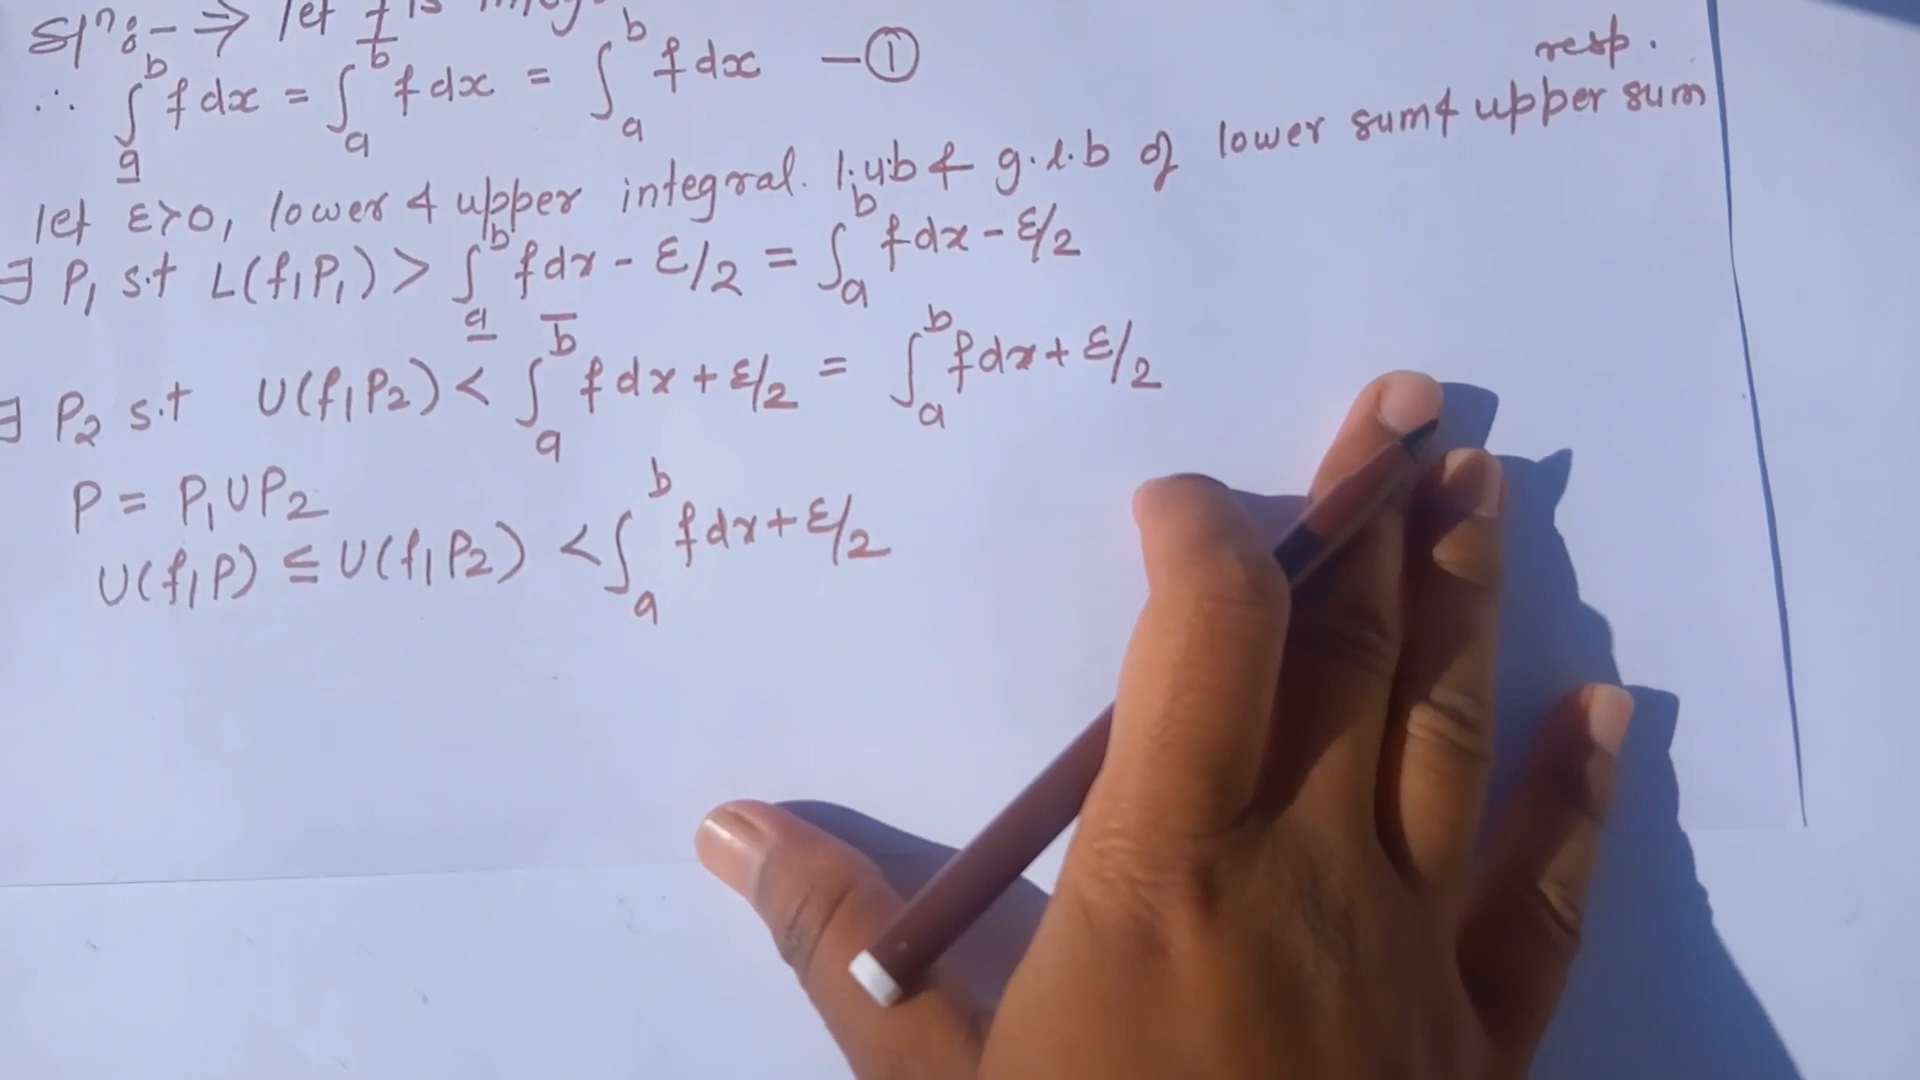 Slⁿ:- ⇒ let f is integ
∴ ∫_a^b f dx = ∫_a^b̅ f dx = ∫_a^b f dx — ①
resp.
let ε>0, lower & upper integral. l.u.b & g.l.b of lower sum & upper sum
∃ P₁ s.t L(f,P₁) > ∫_a̲^b f dx - ε/2 = ∫_a^b f dx - ε/2
∃ P₂ s.t U(f,P₂) < ∫_a^b̅ f dx + ε/2 = ∫_a^b f dx + ε/2
P = P₁∪P₂
U(f,P) ≤ U(f,P₂) < ∫_a^b f dx + ε/2